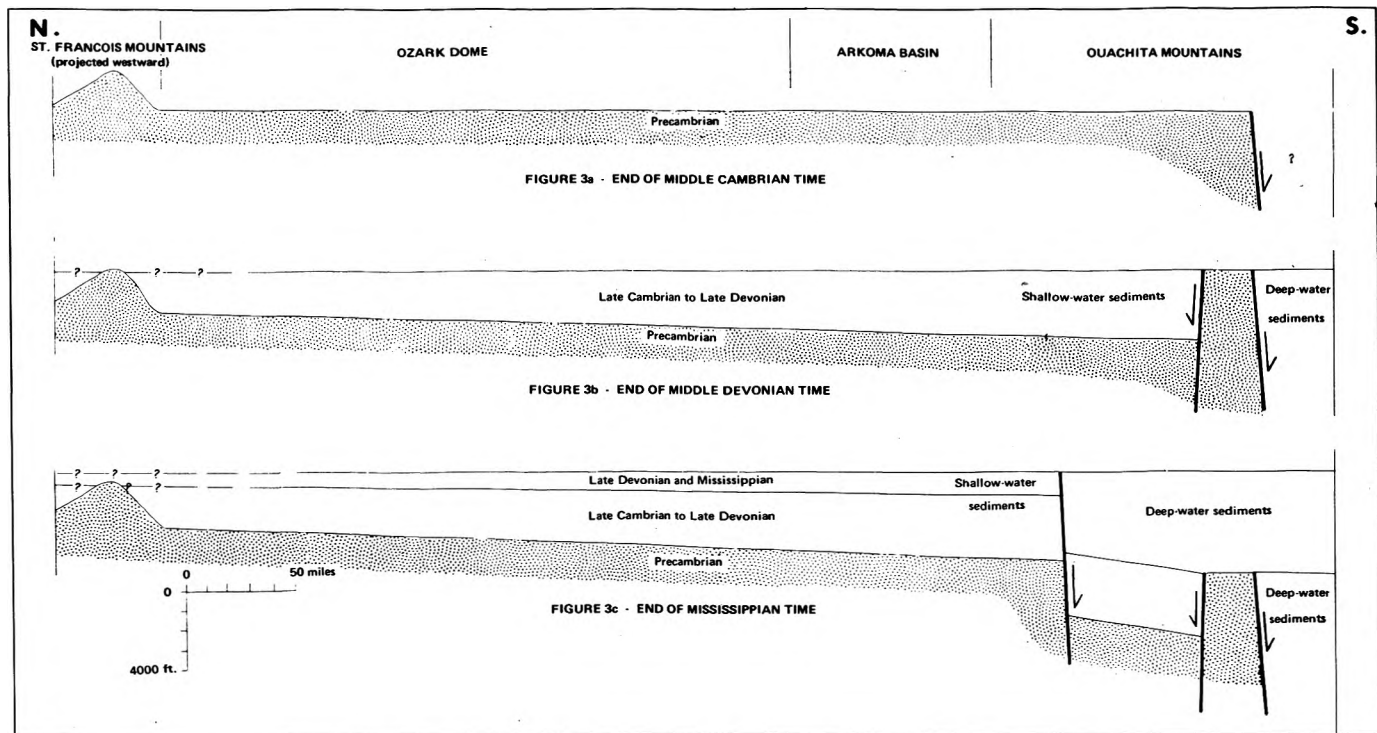 N. S.
ST. FRANCOIS MOUNTAINS
(projected westward)
OZARK DOME
ARKOMA BASIN
OUACHITA MOUNTAINS
Precambrian
?
FIGURE 3a - END OF MIDDLE CAMBRIAN TIME
? ? ?
Late Cambrian to Late Devonian
Shallow-water sediments
Deep-water
sediments
Precambrian
FIGURE 3b - END OF MIDDLE DEVONIAN TIME
? ? ?
? ? ?
Late Devonian and Mississippian
Shallow-water
sediments
Late Cambrian to Late Devonian
Deep-water sediments
Precambrian
0 50 miles
0
4000 ft.
Deep-water
sediments
FIGURE 3c - END OF MISSISSIPPIAN TIME